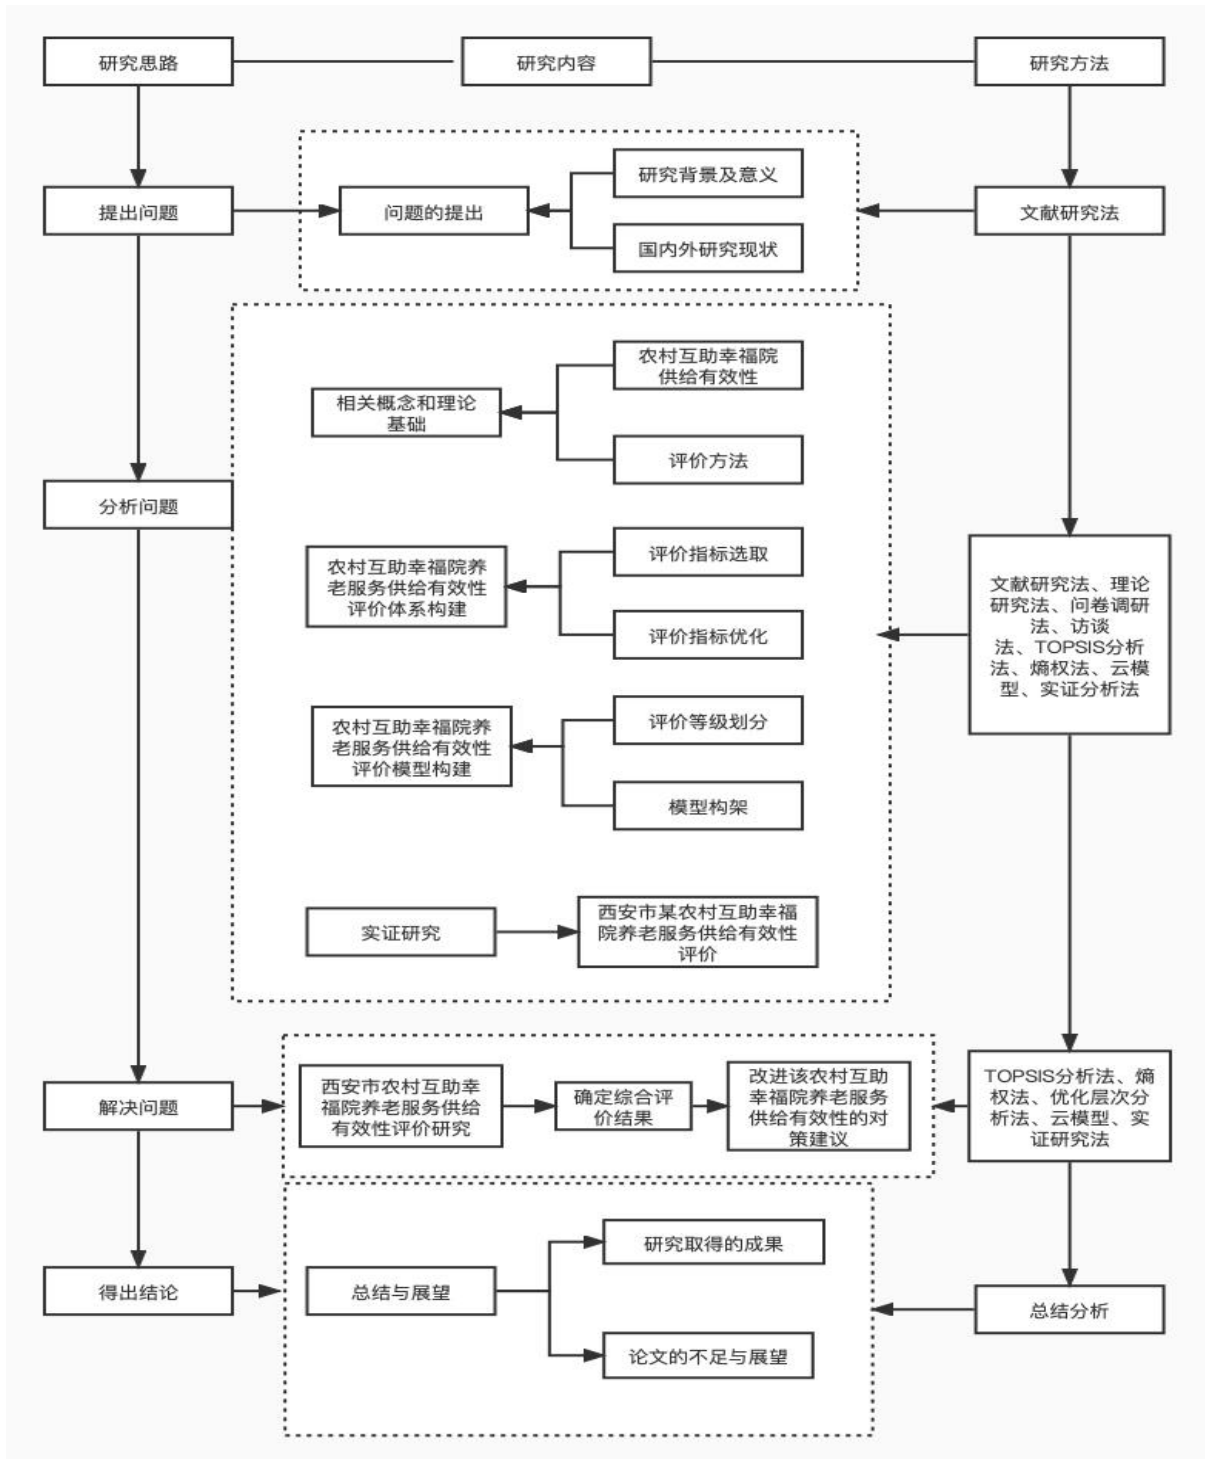 研究思路
研究内容
研究方法
研究背景及意义
提出问题
问题的提出
文献研究法
国内外研究现状
农村互助幸福院
供给有效性
相关概念和理论
基础
评价方法
分析问题
评价指标选取
农村互助幸福院养
老服务供给有效性
评价体系构建
评价指标优化
文献研究法、理论
研究法、问卷调研
法、访谈
法、TOPSIS分析
法、熵权法、云模
型、实证分析法
评价等级划分
农村互助幸福院养
老服务供给有效性
评价模型构建
模型构架
实证研究
西安市某农村互助幸福
院养老服务供给有效性
评价
解决问题
西安市农村互助幸
福院养老服务供给
有效性评价研究
确定综合评
价结果
改进该农村互助
幸福院养老服务
供给有效性的对
策建议
TOPSIS分析法、熵
权法、优化层次分
析法、云模型、实
证研究法
研究取得的成果
得出结论
总结与展望
总结分析
论文的不足与展望